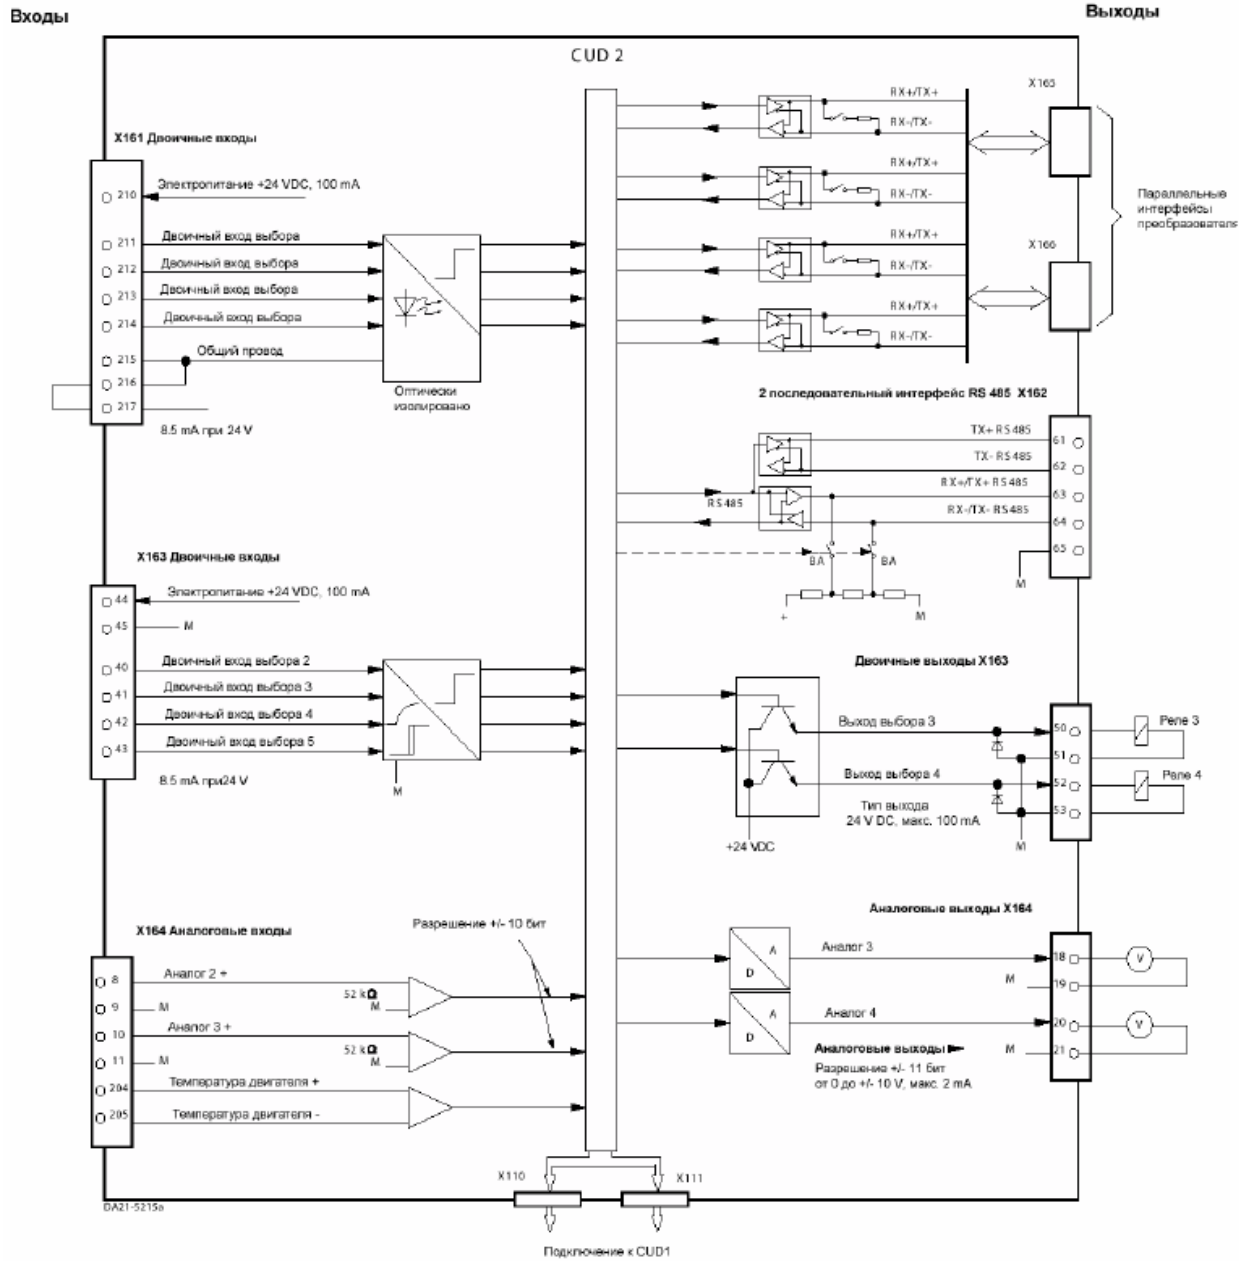 Входы
Выходы
CUD 2
X161 Двоичные входы
210
Электропитание +24 VDC, 100 mA
211
Двоичный вход выбора
212
Двоичный вход выбора
213
Двоичный вход выбора
214
Двоичный вход выбора
215
Общий провод
216
217
8.5 mA при 24 V
Оптически
изолировано
RX+/TX+
RX-/TX-
RX+/TX+
RX-/TX-
RX+/TX+
RX-/TX-
RX+/TX+
RX-/TX-
X165
X166
Параллельные
интерфейсы
преобразователя
2 последовательный интерфейс RS 485 X162
TX+ RS485
61
TX- RS485
62
RX+/TX+ RS485
63
RX-/TX- RS485
64
65
RS485
BA
BA
M
+
M
X163 Двоичные входы
44
Электропитание +24 VDC, 100 mA
45
M
40
Двоичный вход выбора 2
41
Двоичный вход выбора 3
42
Двоичный вход выбора 4
43
Двоичный вход выбора 5
8.5 mA при24 V
M
Двоичные выходы X163
Выход выбора 3
50
Реле 3
51
Выход выбора 4
52
Реле 4
53
Тип выхода
24 V DC, макс. 100 mA
+24 VDC
M
X164 Аналоговые входы
Разрешение +/- 10 бит
8
Аналог 2 +
52 kΩ
9
M
M
10
Аналог 3 +
52 kΩ
11
M
M
204
Температура двигателя +
205
Температура двигателя -
Аналоговые выходы X164
A
D
Аналог 3
18
V
M
19
A
D
Аналог 4
20
V
M
21
Аналоговые выходы
Разрешение +/- 11 бит
от 0 до +/- 10 V, макс. 2 mA
X110
X111
DA21-5215a
Подключение к CUD1